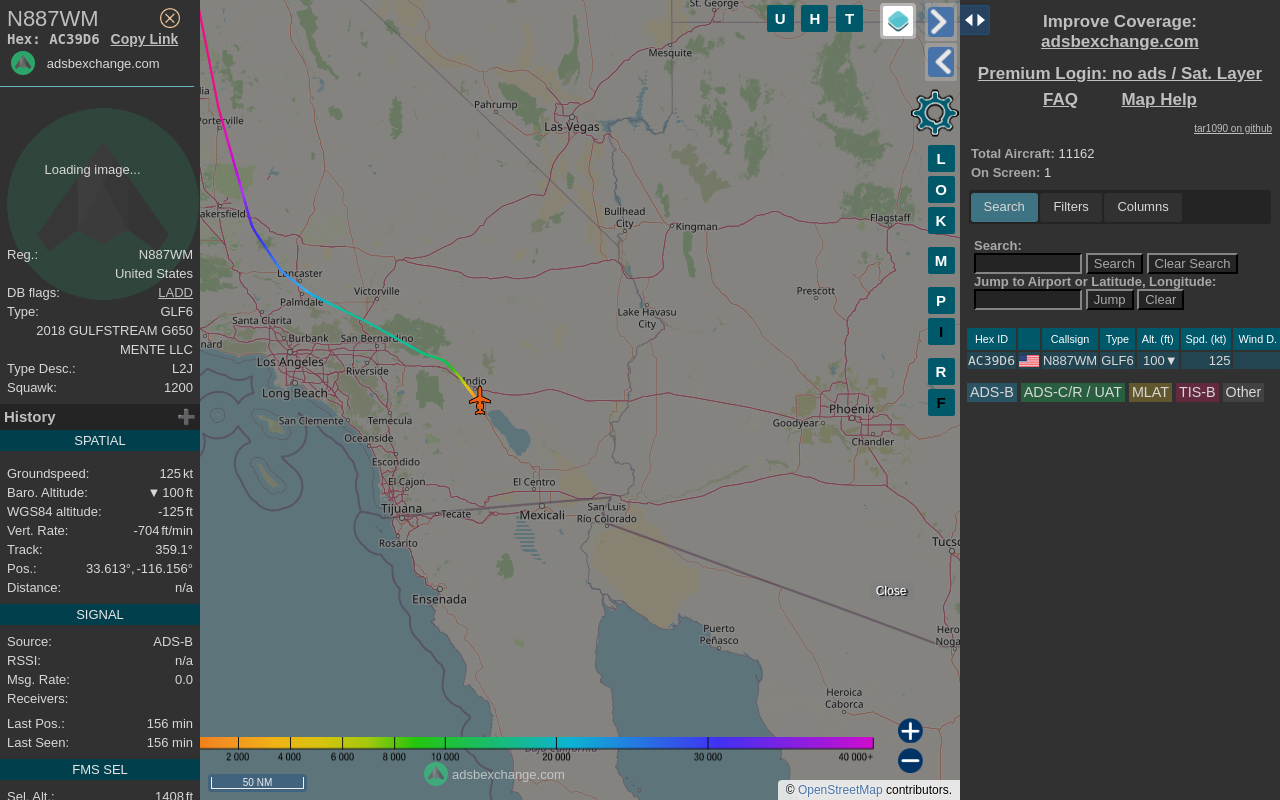 N887WM
Hex: AC39D6 Copy Link
adsbexchange.com
Loading image...
Reg.: N887WM
United States
DB flags: LADD
Type: GLF6
2018 GULFSTREAM G650
MENTE LLC
Type Desc.: L2J
Squawk: 1200
History
SPATIAL
Groundspeed: 125 kt
Baro. Altitude: ▼ 100 ft
WGS84 altitude: -125 ft
Vert. Rate: -704 ft/min
Track: 359.1°
Pos.: 33.613°, -116.156°
Distance: n/a
SIGNAL
Source: ADS-B
RSSI: n/a
Msg. Rate: 0.0
Receivers:
Last Pos.: 156 min
Last Seen: 156 min
FMS SEL
Sel. Alt.: 1408 ft
St. George
Mesquite
Pahrump
Las Vegas
Porterville
akersfield
Bullhead
City
Kingman
Flagstaff
Lancaster
Palmdale
Victorville
Prescott
Lake Havasu
City
Santa Clarita
Burbank
San Bernardino
nard
Los Angeles
Riverside
Indio
Long Beach
Phoenix
San Clemente
Temecula
Goodyear
Chandler
Oceanside
Escondido
El Cajon
El Centro
Tijuana
Tecate
Mexicali
San Luis
Río Colorado
Rosarito
Tucso
Ensenada
Close
Puerto
Peñasco
Hero
Noga
Heroica
Caborca
Baja California
2 000
4 000
6 000
8 000
10 000
20 000
30 000
40 000+
50 NM
adsbexchange.com
© OpenStreetMap contributors.
U H T
L
O
K
M
P
I
R
F
Improve Coverage:
adsbexchange.com
Premium Login: no ads / Sat. Layer
FAQ Map Help
tar1090 on github
Total Aircraft: 11162
On Screen: 1
Search Filters Columns
Search:
Search Clear Search
Jump to Airport or Latitude, Longitude:
Jump Clear
Hex ID Callsign Type Alt. (ft) Spd. (kt) Wind D.
AC39D6 N887WM GLF6 100▼ 125
ADS-B ADS-C/R / UAT MLAT TIS-B Other